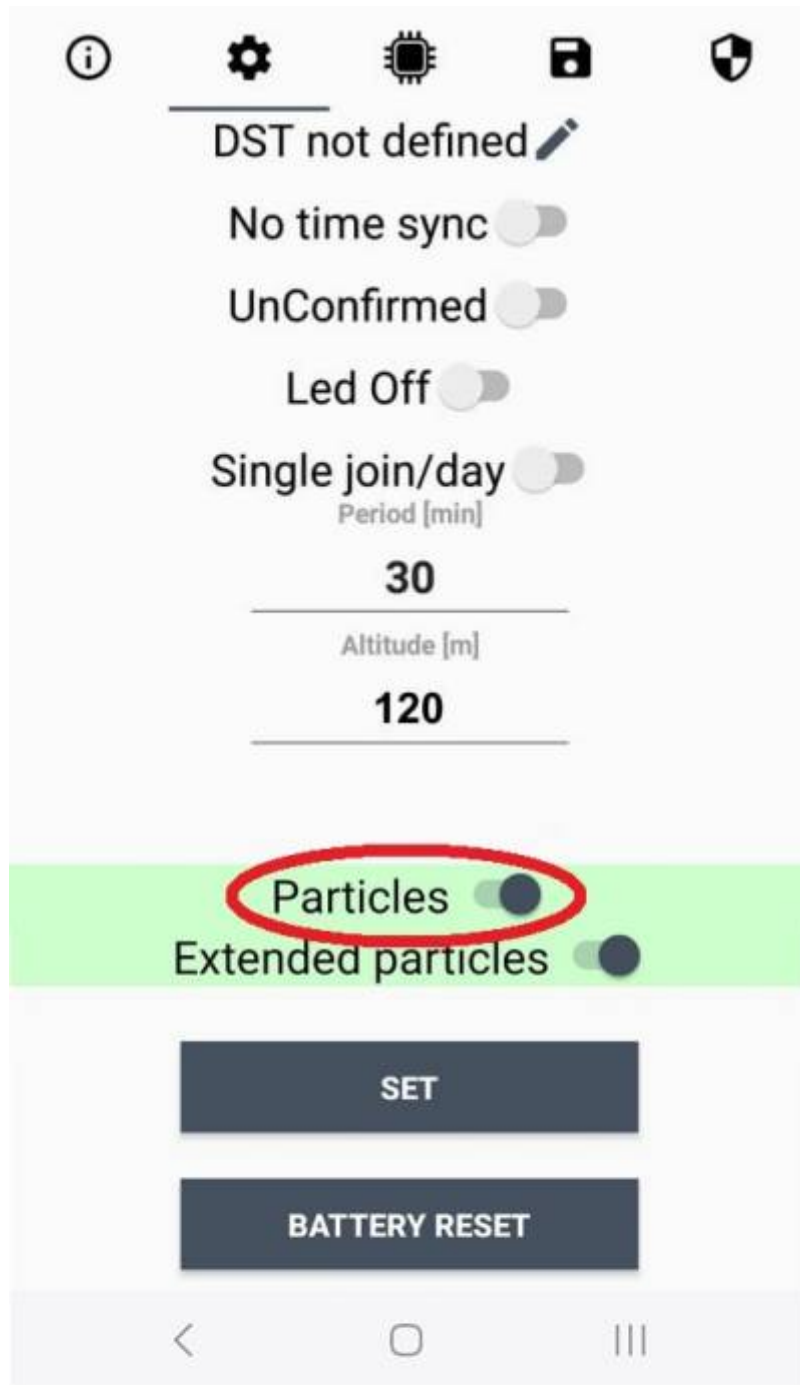 DST not defined
No time sync
UnConfirmed
Led Off
Single join/day
Period [min]
30
Altitude [m]
120
Particles
Extended particles
SET
BATTERY RESET